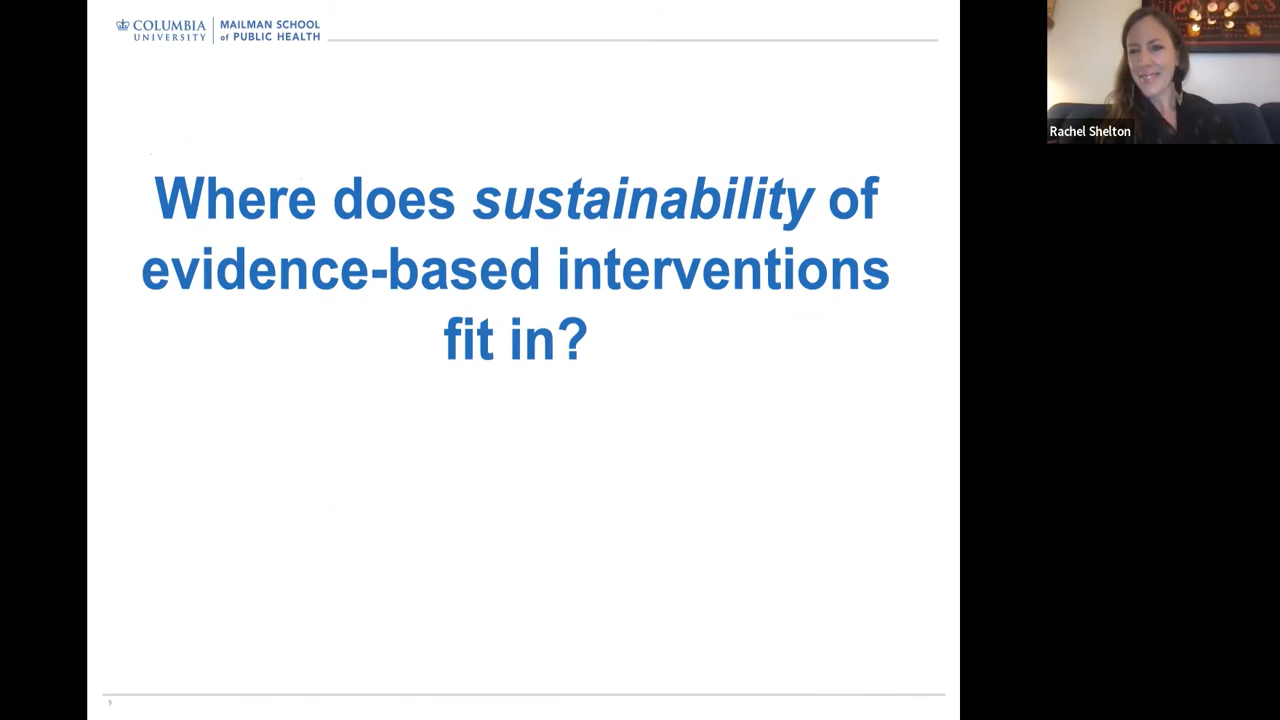 COLUMBIA UNIVERSITY
MAILMAN SCHOOL
of PUBLIC HEALTH
Rachel Shelton
Where does sustainability of
evidence-based interventions
fit in?